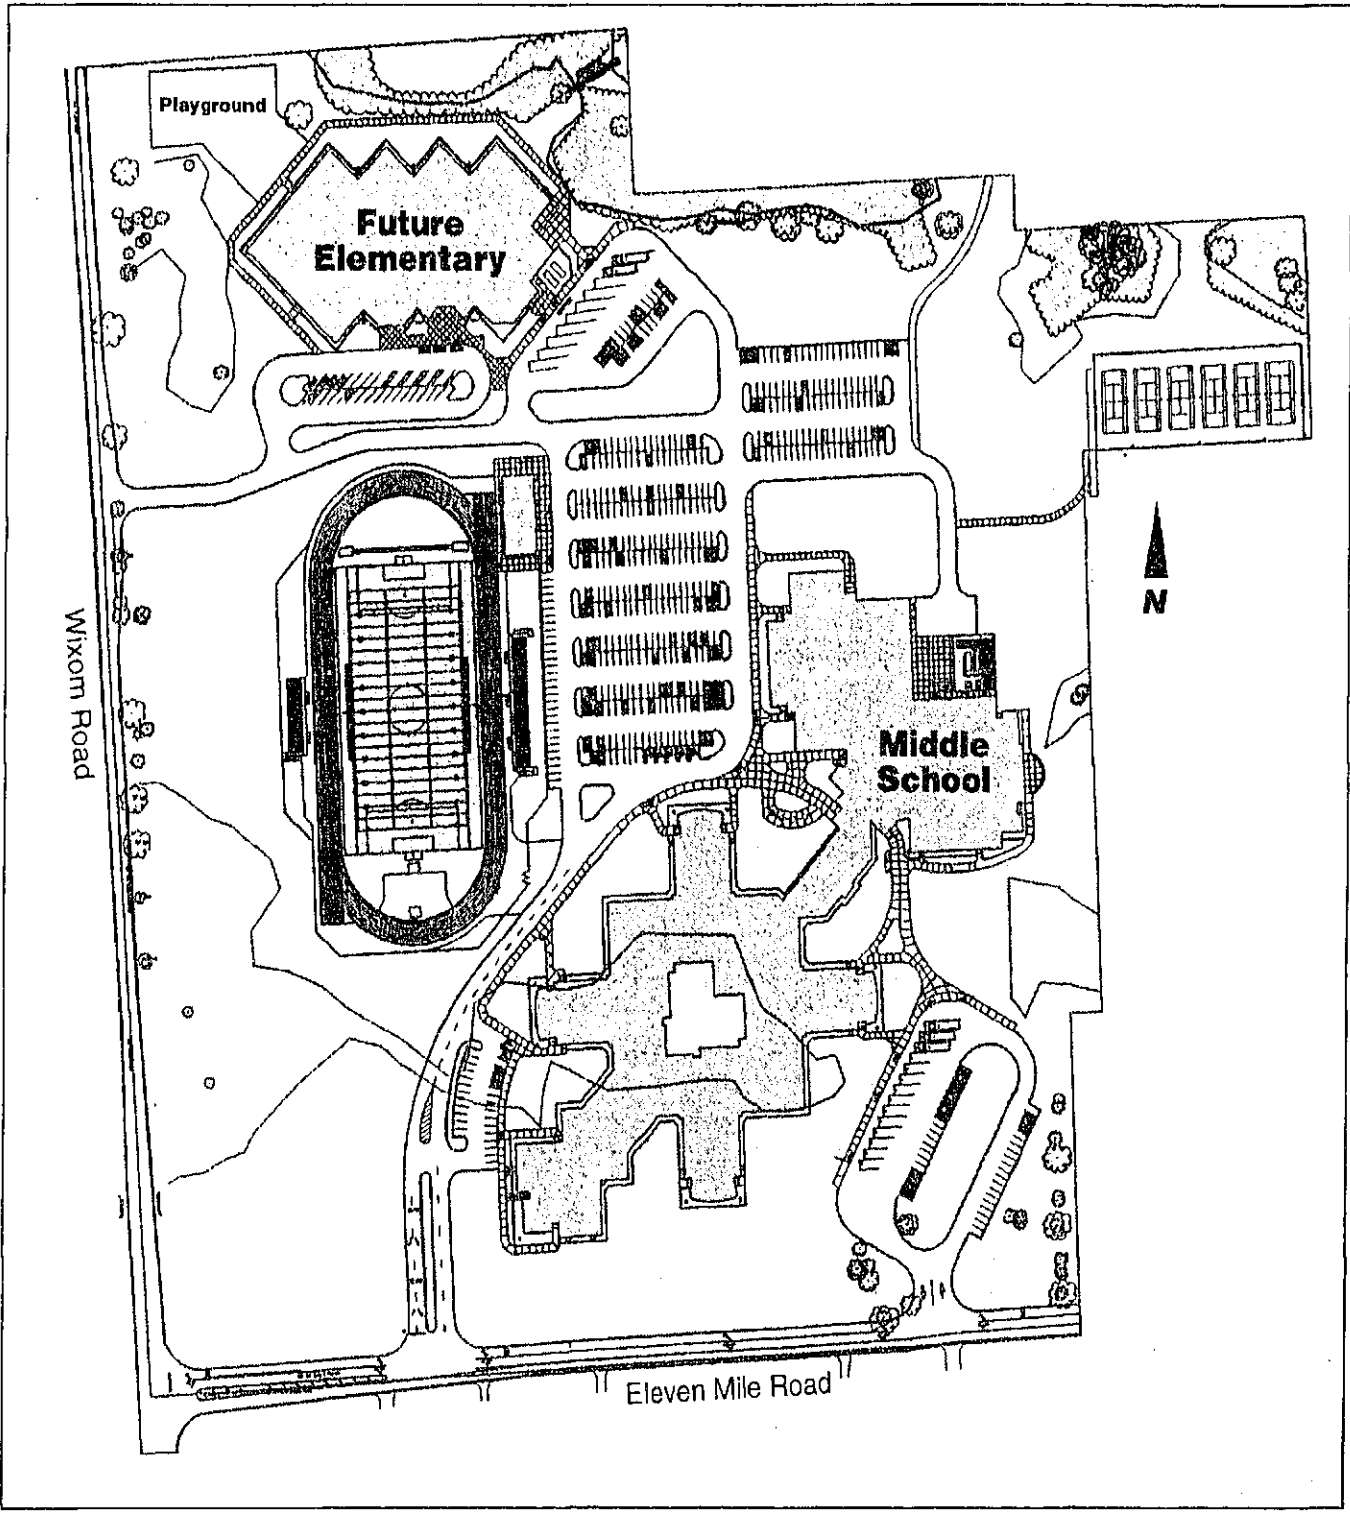 Playground
Future
Elementary
N
Wixom Road
Middle
School
Eleven Mile Road